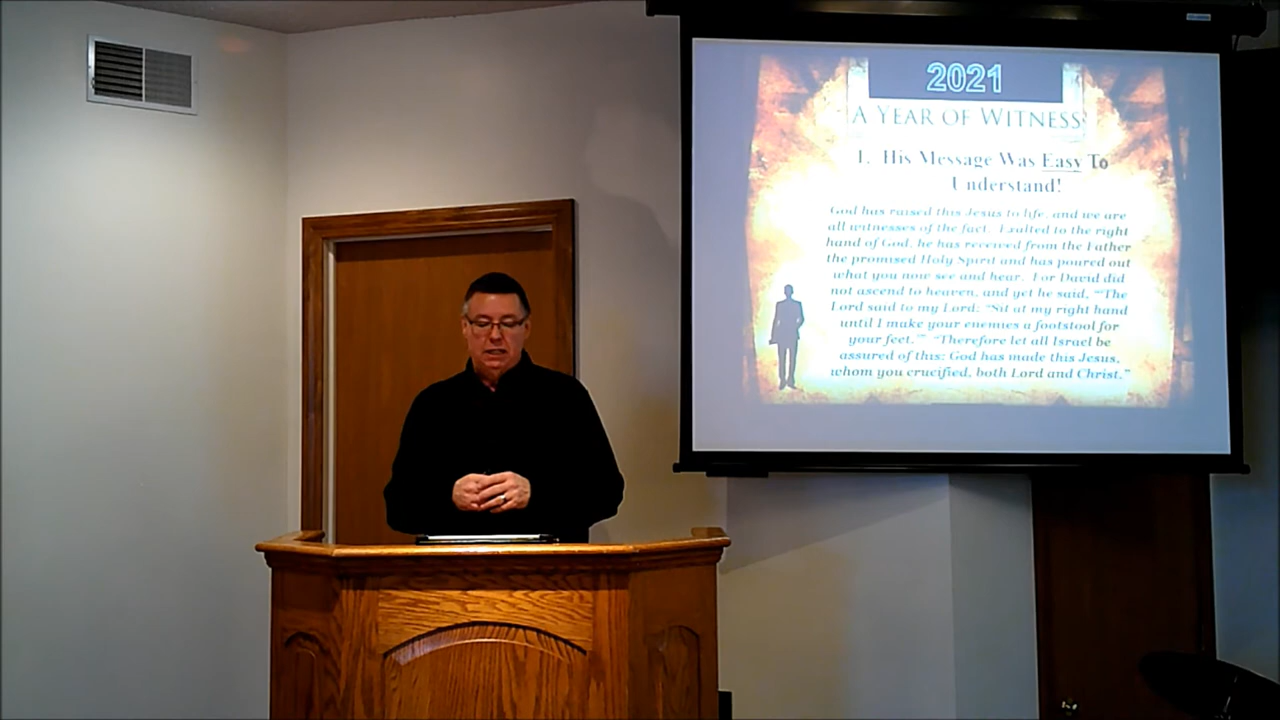 2021
A YEAR OF WITNESS
1. His Message Was Easy To
Understand!
God has raised this Jesus to life, and we are
all witnesses of the fact. Exalted to the right
hand of God, he has received from the Father
the promised Holy Spirit and has poured out
what you now see and hear. For David did
not ascend to heaven, and yet he said, "'The
Lord said to my Lord: "Sit at my right hand
until I make your enemies a footstool for
your feet."' "Therefore let all Israel be
assured of this: God has made this Jesus,
whom you crucified, both Lord and Christ."